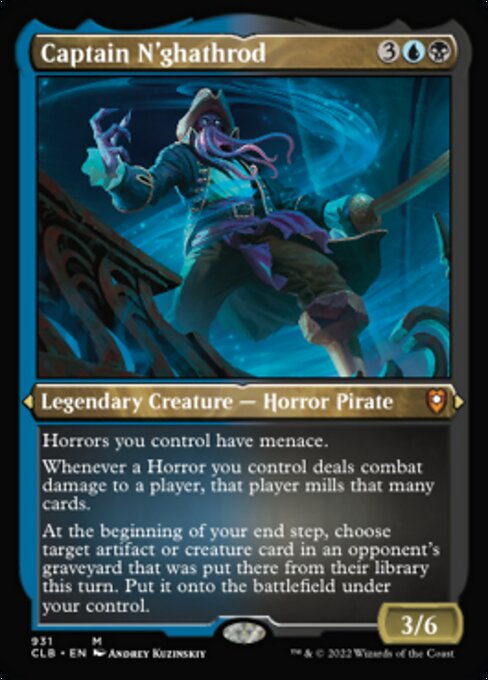 Captain N'ghathrod 3
Legendary Creature — Horror Pirate
Horrors you control have menace.
Whenever a Horror you control deals combat
damage to a player, that player mills that many
cards.
At the beginning of your end step, choose
target artifact or creature card in an opponent's
graveyard that was put there from their library
this turn. Put it onto the battlefield under
your control.
3/6
931 M
CLB • EN Andrey Kuzinskiy ™ & © 2022 Wizards of the Coast